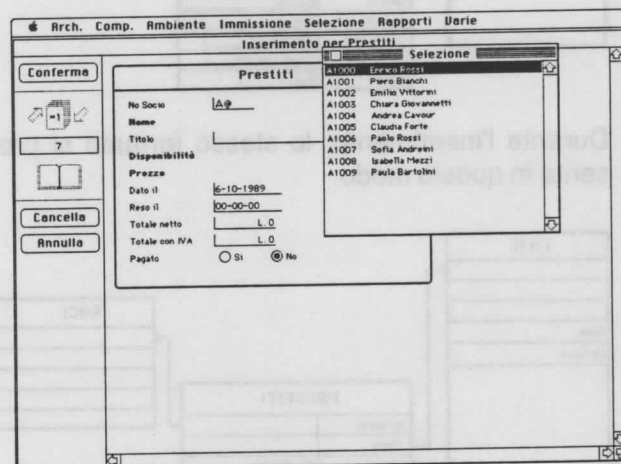 Arch. Comp. Ambiente Immissione Selezione Rapporti Varie
Inserimento per Prestiti
Conferma
Cancella
Annulla
Prestiti
No Socio A@
Nome
Titolo
Disponibilità
Prezzo
Dato il 6-10-1989
Reso il 00-00-00
Totale netto L. 0
Totale con IVA L. 0
Pagato Si No
Selezione
A1000 Enrico Rossi
A1001 Piero Bianchi
A1002 Emilio Vittorini
A1003 Chiara Giovannetti
A1004 Andrea Cavour
A1005 Claudia Forte
A1006 Paolo Rossi
A1007 Sofia Andreini
A1008 Isabella Mezzi
A1009 Paula Bartolini